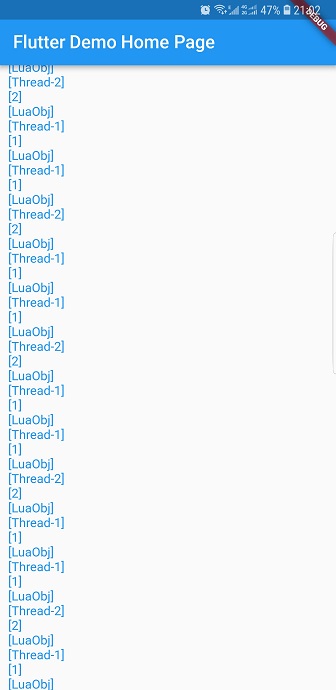 47% 21:02
DEBUG
Flutter Demo Home Page
[LuaObj]
[Thread-2]
[2]
[LuaObj]
[Thread-1]
[1]
[LuaObj]
[Thread-1]
[1]
[LuaObj]
[Thread-2]
[2]
[LuaObj]
[Thread-1]
[1]
[LuaObj]
[Thread-1]
[1]
[LuaObj]
[Thread-2]
[2]
[LuaObj]
[Thread-1]
[1]
[LuaObj]
[Thread-1]
[1]
[LuaObj]
[Thread-2]
[2]
[LuaObj]
[Thread-1]
[1]
[LuaObj]
[Thread-1]
[1]
[LuaObj]
[Thread-2]
[2]
[LuaObj]
[Thread-1]
[1]
[LuaObj]